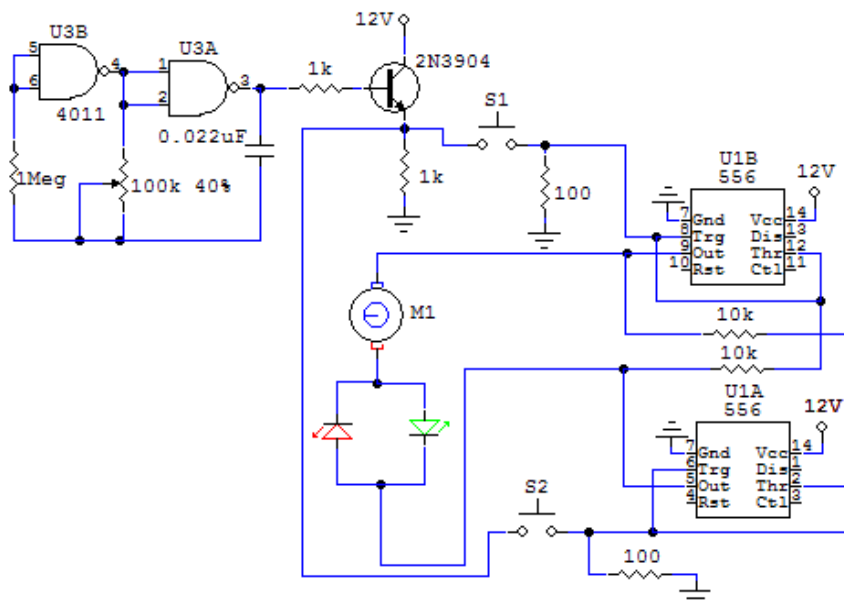 U3B
5
6
4
4011
U3A
1
2
3
0.022uF
1Meg
100k 40%
1k
12V
2N3904
1k
S1
100
U1B
556
12V
7 Gnd Vcc 14
8 Trg Dis 13
9 Out Thr 12
10 Rst Ctl 11
M1
10k
10k
U1A
556
12V
7 Gnd Vcc 14
6 Trg Dis 1
5 Out Thr 2
4 Rst Ctl 3
S2
100